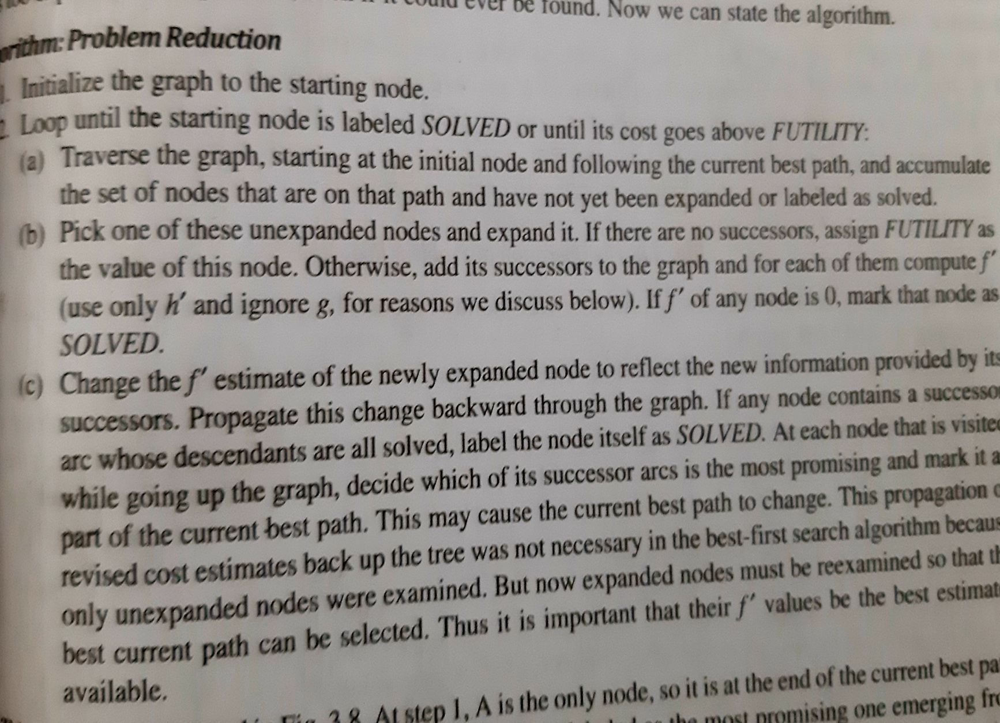 could ever be found. Now we can state the algorithm.
orithm: Problem Reduction
1. Initialize the graph to the starting node.
2. Loop until the starting node is labeled SOLVED or until its cost goes above FUTILITY:
(a) Traverse the graph, starting at the initial node and following the current best path, and accumulate
the set of nodes that are on that path and have not yet been expanded or labeled as solved.
(b) Pick one of these unexpanded nodes and expand it. If there are no successors, assign FUTILITY as
the value of this node. Otherwise, add its successors to the graph and for each of them compute f′
(use only h′ and ignore g, for reasons we discuss below). If f′ of any node is 0, mark that node as
SOLVED.
(c) Change the f′ estimate of the newly expanded node to reflect the new information provided by its
successors. Propagate this change backward through the graph. If any node contains a successor
arc whose descendants are all solved, label the node itself as SOLVED. At each node that is visited
while going up the graph, decide which of its successor arcs is the most promising and mark it a
part of the current best path. This may cause the current best path to change. This propagation o
revised cost estimates back up the tree was not necessary in the best-first search algorithm becaus
only unexpanded nodes were examined. But now expanded nodes must be reexamined so that th
best current path can be selected. Thus it is important that their f′ values be the best estimat
available.
Fig. 3.8. At step 1, A is the only node, so it is at the end of the current best pa
the most promising one emerging fro